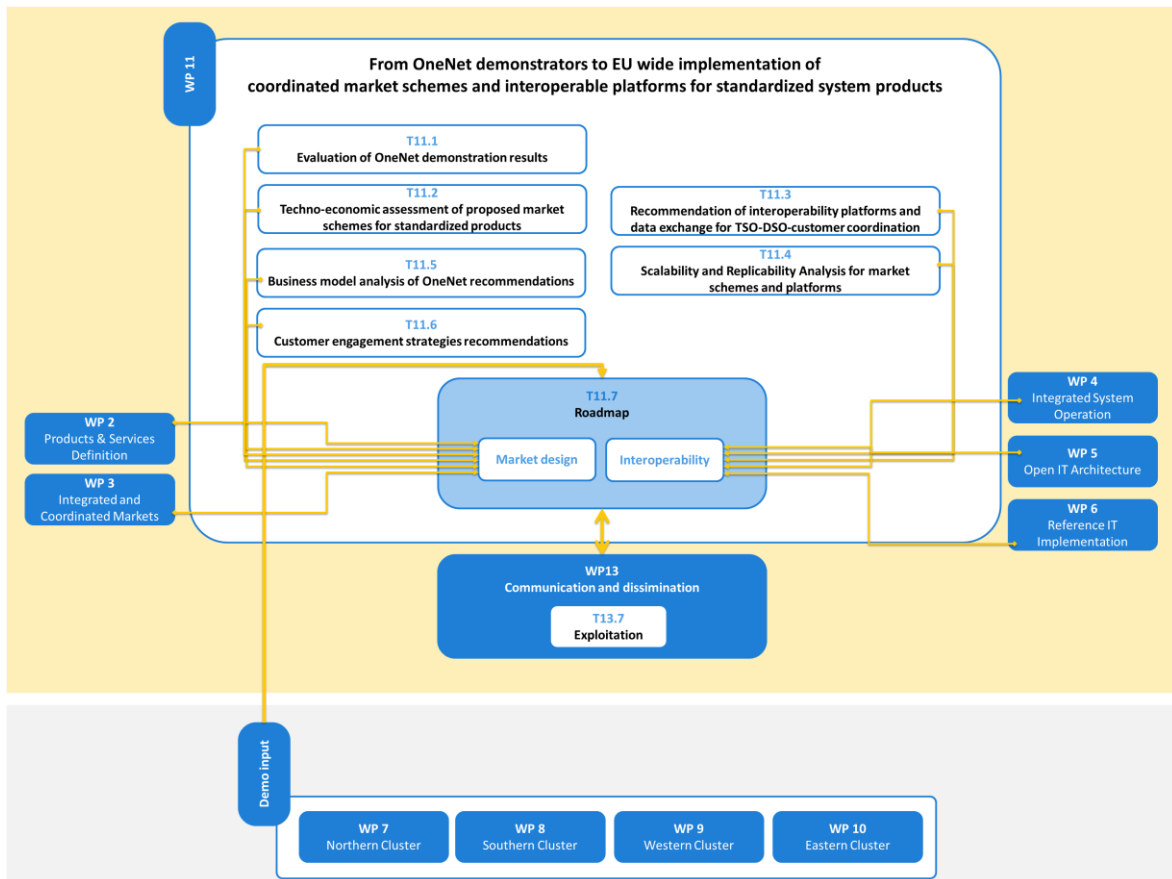 WP 11
From OneNet demonstrators to EU wide implementation of
coordinated market schemes and interoperable platforms for standardized system products
T11.1
Evaluation of OneNet demonstration results
T11.2
Techno-economic assessment of proposed market
schemes for standardized products
T11.3
Recommendation of interoperability platforms and
data exchange for TSO-DSO-customer coordination
T11.5
Business model analysis of OneNet recommendations
T11.4
Scalability and Replicability Analysis for market
schemes and platforms
T11.6
Customer engagement strategies recommendations
T11.7
Roadmap
Market design
Interoperability
WP 2
Products & Services
Definition
WP 3
Integrated and
Coordinated Markets
WP 4
Integrated System
Operation
WP 5
Open IT Architecture
WP 6
Reference IT
Implementation
WP13
Communication and dissimination
T13.7
Exploitation
Demo input
WP 7
Northern Cluster
WP 8
Southern Cluster
WP 9
Western Cluster
WP 10
Eastern Cluster